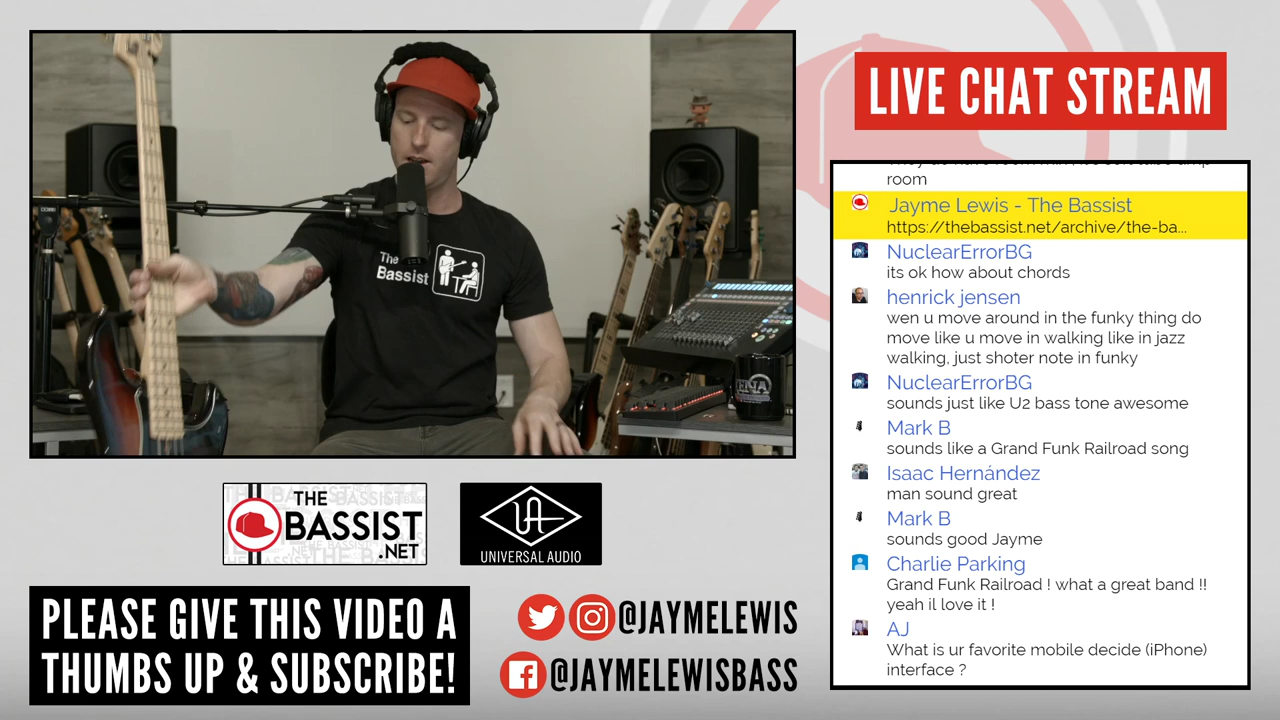 LIVE CHAT STREAM
room
Jayme Lewis - The Bassist
https://thebassist.net/archive/the-ba...
NuclearErrorBG
its ok how about chords
henrick jensen
wen u move around in the funky thing do
move like u move in walking like in jazz
walking, just shoter note in funky
NuclearErrorBG
sounds just like U2 bass tone awesome
Mark B
sounds like a Grand Funk Railroad song
Isaac Hernández
man sound great
Mark B
sounds good Jayme
Charlie Parking
Grand Funk Railroad ! what a great band !!
yeah il love it !
AJ
What is ur favorite mobile decide (iPhone)
interface ?
The
Bassist
THE
BASSIST
.NET
UA
UNIVERSAL AUDIO
PLEASE GIVE THIS VIDEO A
THUMBS UP & SUBSCRIBE!
@JAYMELEWIS
@JAYMELEWISBASS